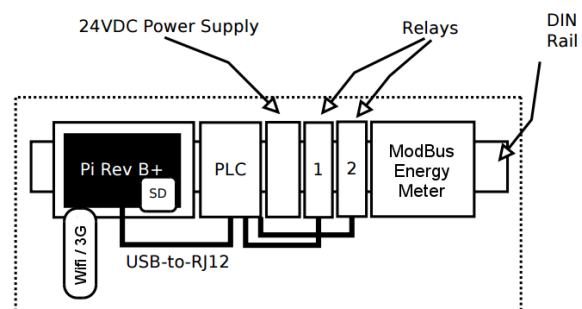 24VDC Power Supply
Relays
DIN
Rail
Pi Rev B+
SD
PLC
1
2
ModBus
Energy
Meter
Wifi / 3G
USB-to-RJ12